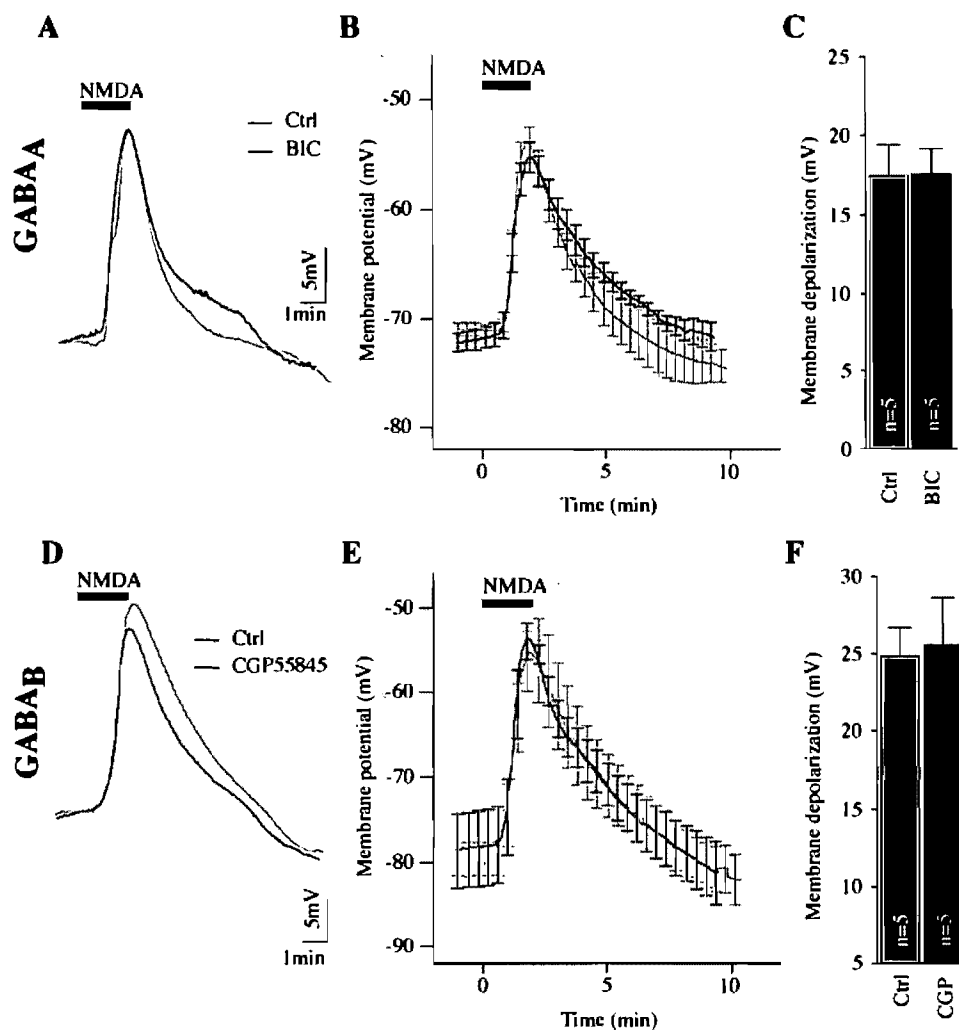 A
NMDA
Ctrl
BIC
GABAA
5mV
1min
B
NMDA
Membrane potential (mV)
-50
-60
-70
-80
0
5
10
Time (min)
C
Membrane depolarization (mV)
25
20
15
10
5
0
n=5
n=5
Ctrl
BIC
D
NMDA
Ctrl
CGP55845
GABAB
5mV
1min
E
NMDA
Membrane potential (mV)
-50
-60
-70
-80
-90
0
5
10
Time (min)
F
Membrane depolarization (mV)
30
25
20
15
10
5
n=5
n=5
Ctrl
CGP